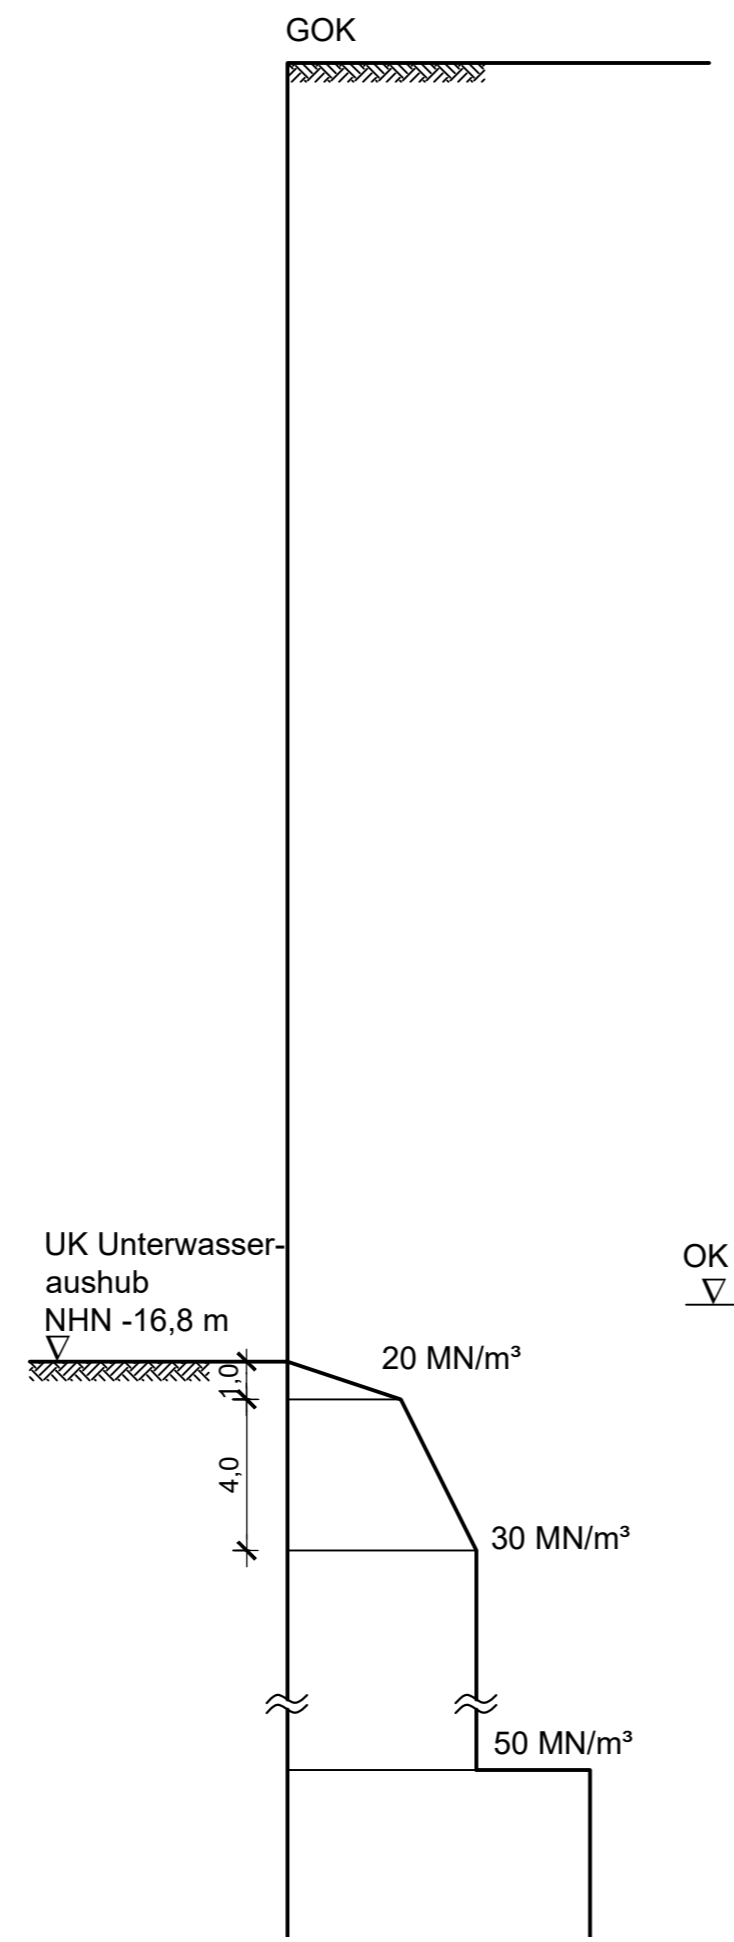 GOK
UK Unterwasser-
aushub
NHN -16,8 m
OK
20 MN/m³
1,0
4,0
30 MN/m³
50 MN/m³